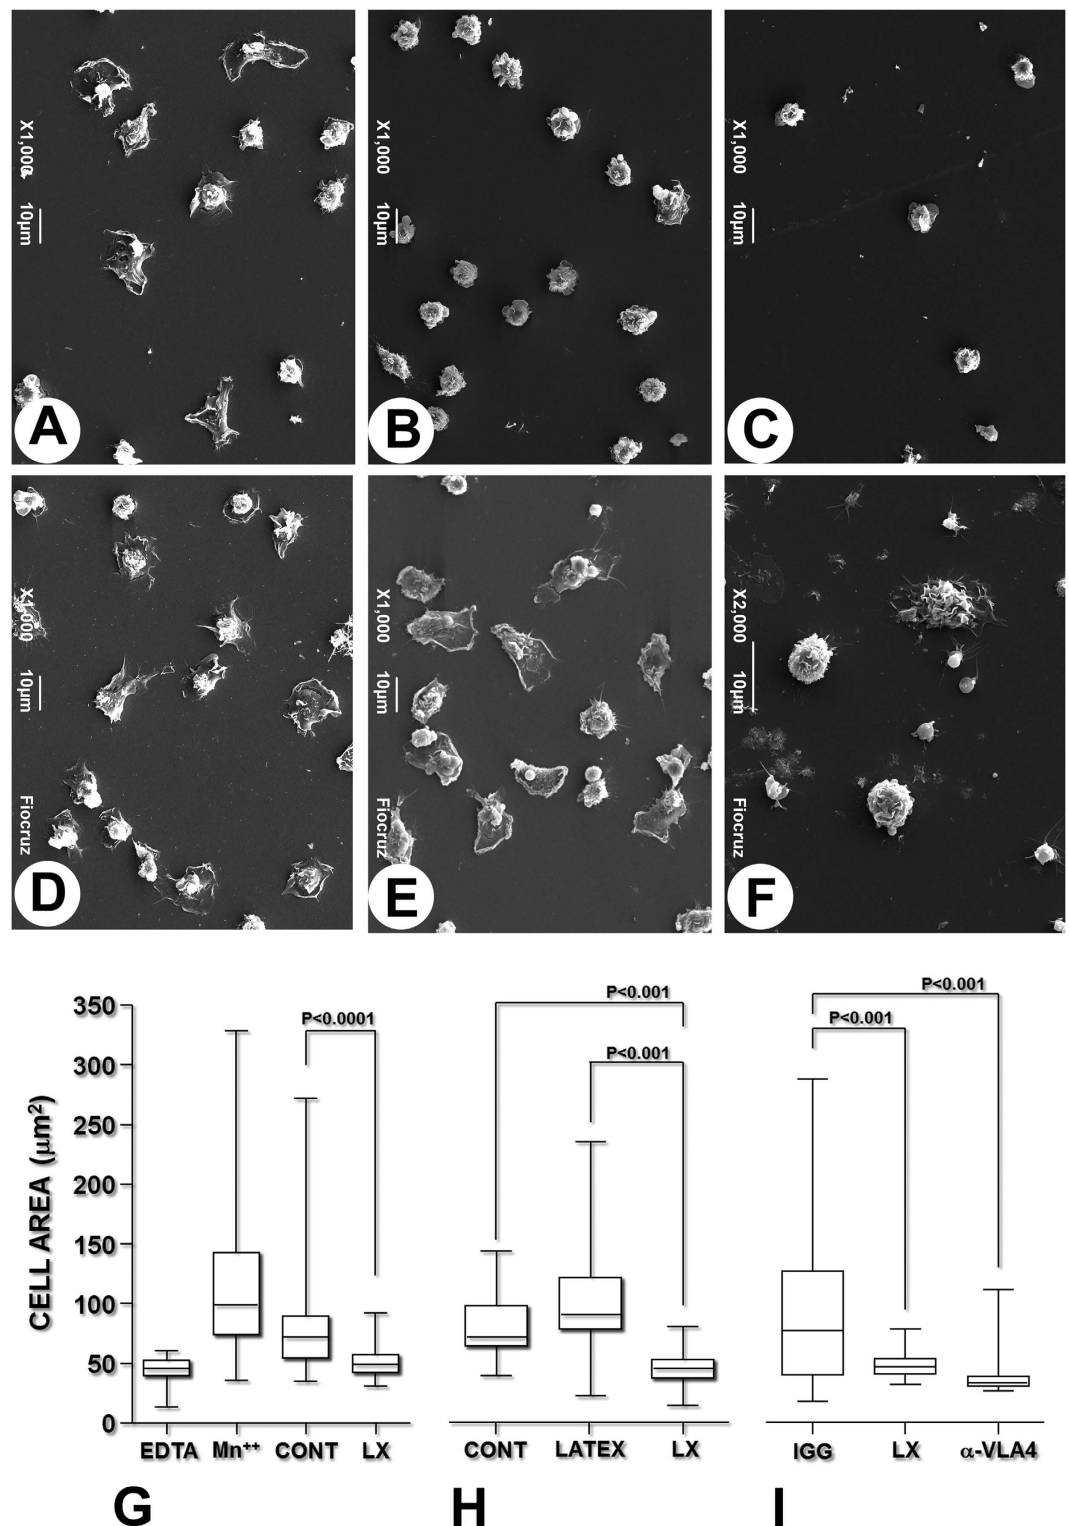 X1,000
10µm
A
X1,000
10µm
B
X1,000
10µm
C
X1,000
10µm
Fiocruz
D
X1,000
10µm
Fiocruz
E
X2,000
10µm
Fiocruz
F
CELL AREA (µm²)
350
300
250
200
150
100
50
0
P<0.0001
EDTA Mn⁺⁺ CONT LX
G
P<0.001
P<0.001
CONT LATEX LX
H
P<0.001
P<0.001
IGG LX α-VLA4
I